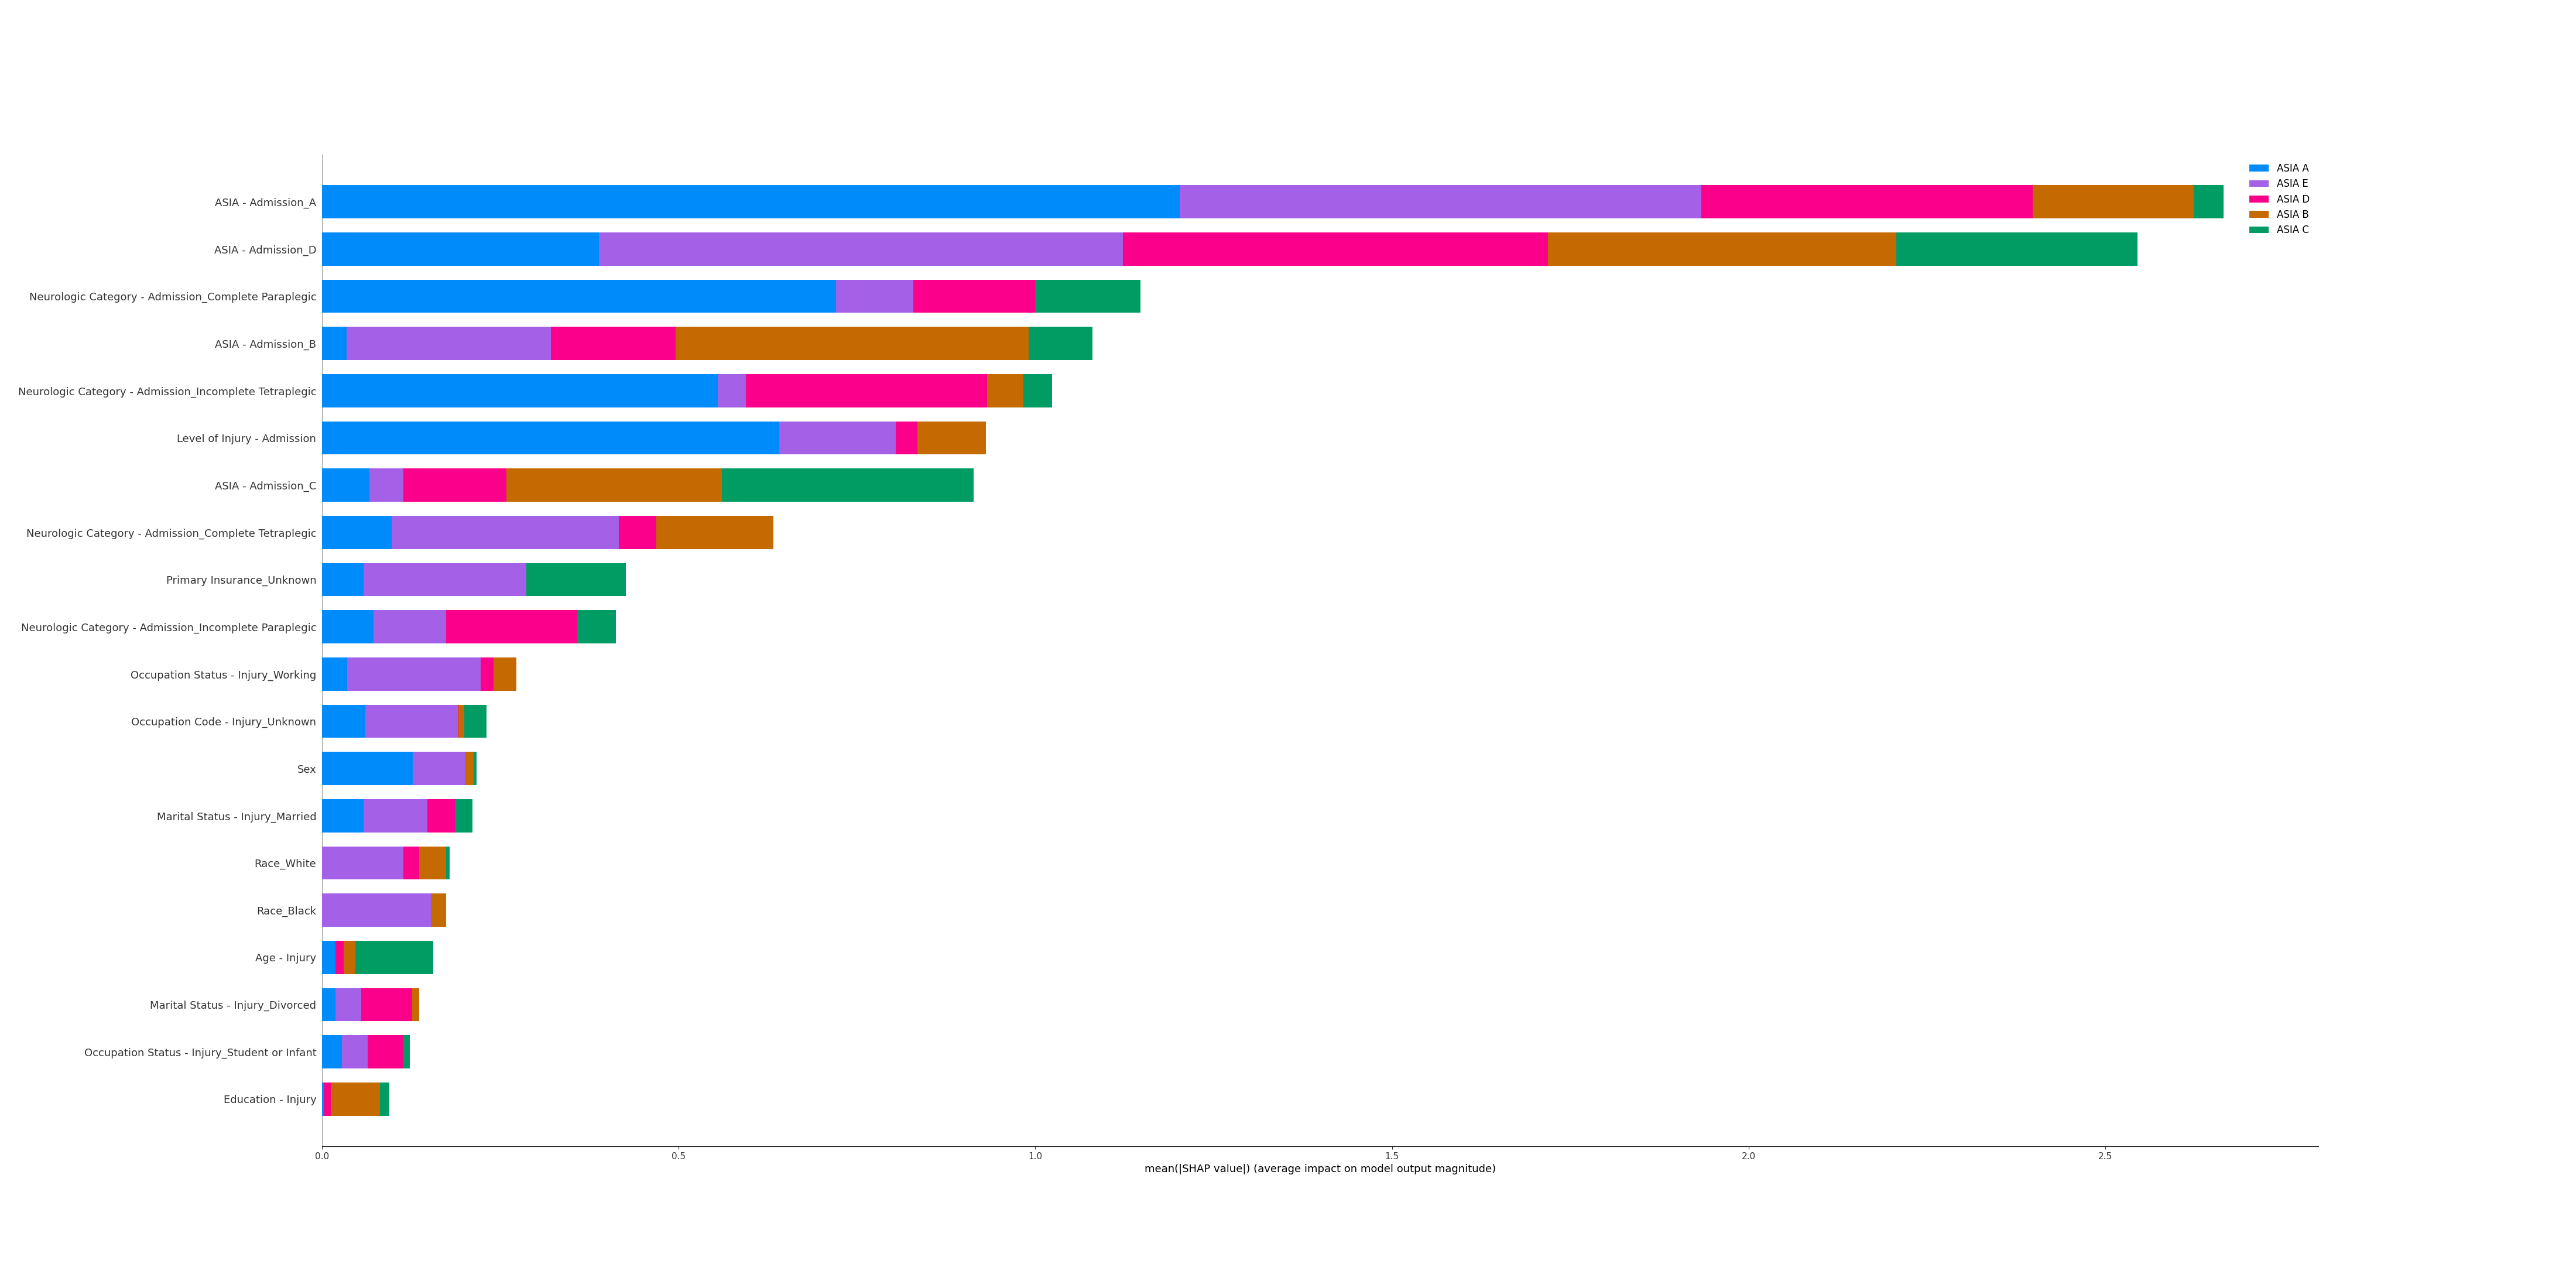 ASIA A
ASIA E
ASIA D
ASIA B
ASIA C
ASIA - Admission_A
ASIA - Admission_D
Neurologic Category - Admission_Complete Paraplegic
ASIA - Admission_B
Neurologic Category - Admission_Incomplete Tetraplegic
Level of Injury - Admission
ASIA - Admission_C
Neurologic Category - Admission_Complete Tetraplegic
Primary Insurance_Unknown
Neurologic Category - Admission_Incomplete Paraplegic
Occupation Status - Injury_Working
Occupation Code - Injury_Unknown
Sex
Marital Status - Injury_Married
Race_White
Race_Black
Age - Injury
Marital Status - Injury_Divorced
Occupation Status - Injury_Student or Infant
Education - Injury
0.0 0.5 1.0 1.5 2.0 2.5
mean(|SHAP value|) (average impact on model output magnitude)